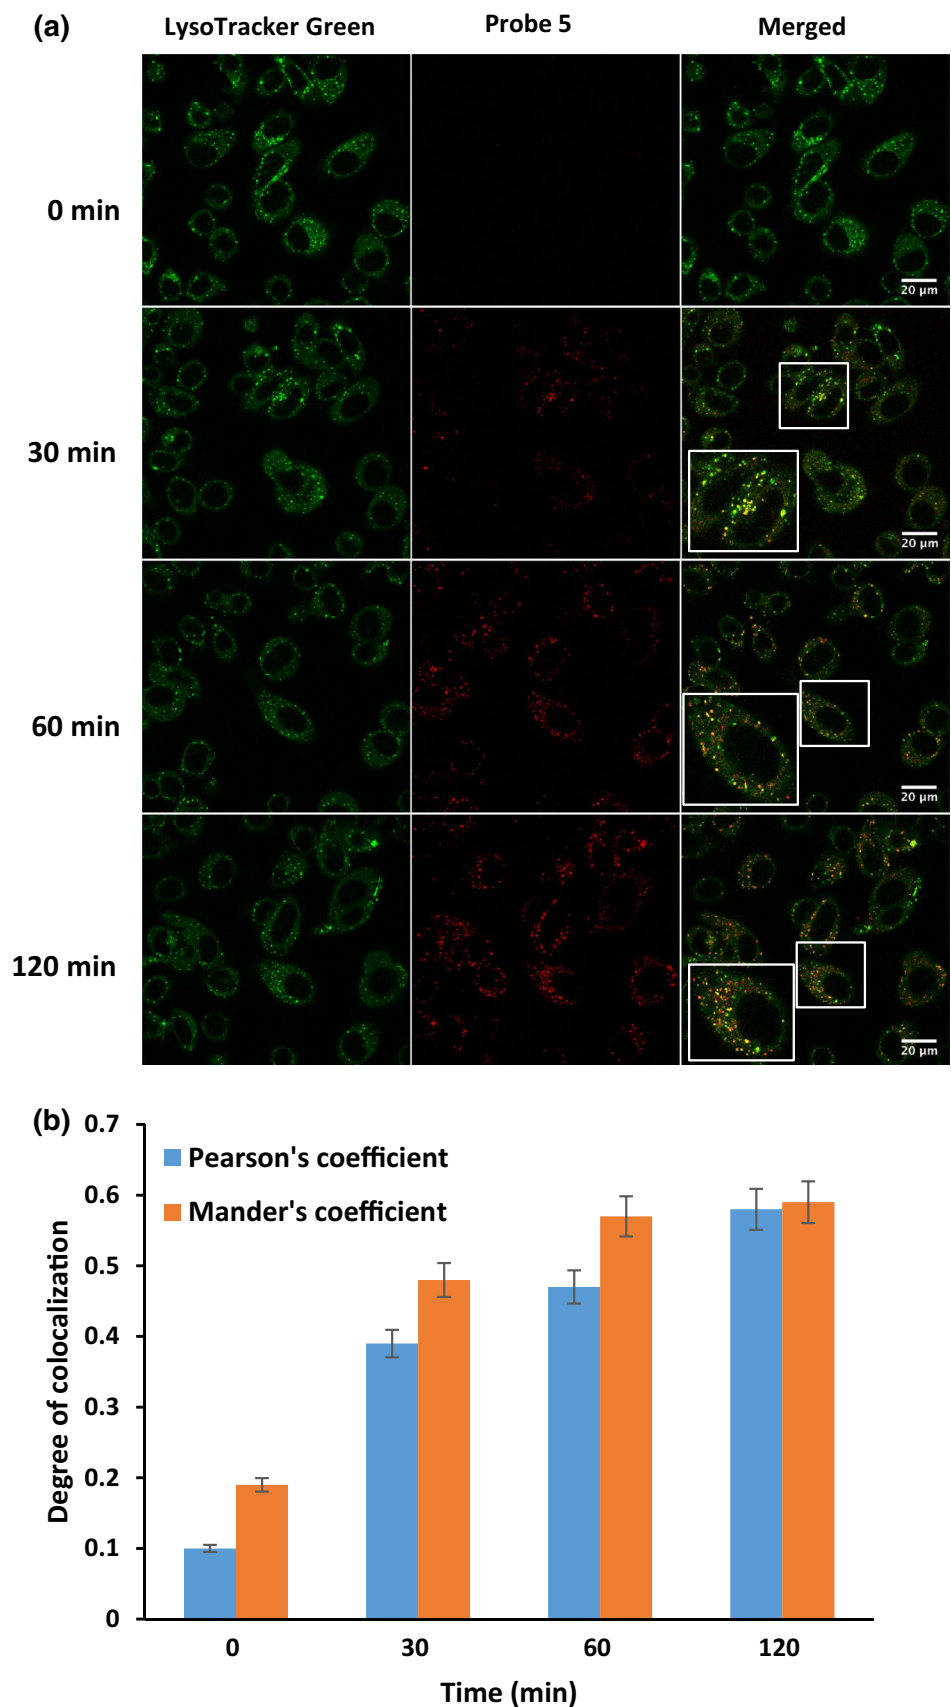 (a)
LysoTracker Green Probe 5 Merged
0 min
20 μm
30 min
20 μm
60 min
20 μm
120 min
20 μm
(b)
Pearson's coefficient
Mander's coefficient
Degree of colocalization
0.7
0.6
0.5
0.4
0.3
0.2
0.1
0
0 30 60 120
Time (min)